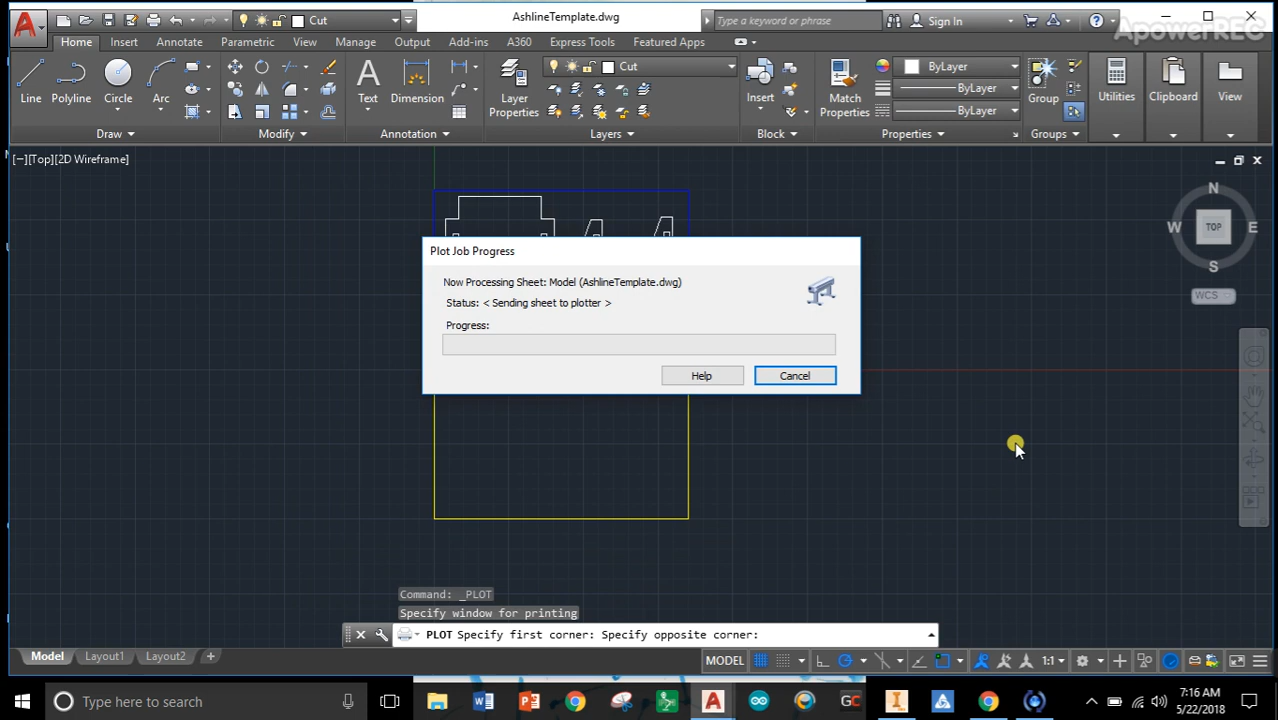 Cut
AshlineTemplate.dwg
Type a keyword or phrase
Sign In
ApowerREC
Home Insert Annotate Parametric View Manage Output Add-ins A360 Express Tools Featured Apps
Line Polyline Circle Arc
Text Dimension
Layer Properties
Cut
Insert
Match Properties
ByLayer
ByLayer
ByLayer
Group
Utilities
Clipboard
View
Draw Modify Annotation Layers Block Properties Groups
[−][Top][2D Wireframe]
N
W TOP E
S
WCS
Plot Job Progress
Now Processing Sheet: Model (AshlineTemplate.dwg)
Status: < Sending sheet to plotter >
Progress:
Help Cancel
Command: _PLOT
Specify window for printing
PLOT Specify first corner: Specify opposite corner:
Model Layout1 Layout2 +
MODEL 1:1
Type here to search
GC
7:16 AM
5/22/2018